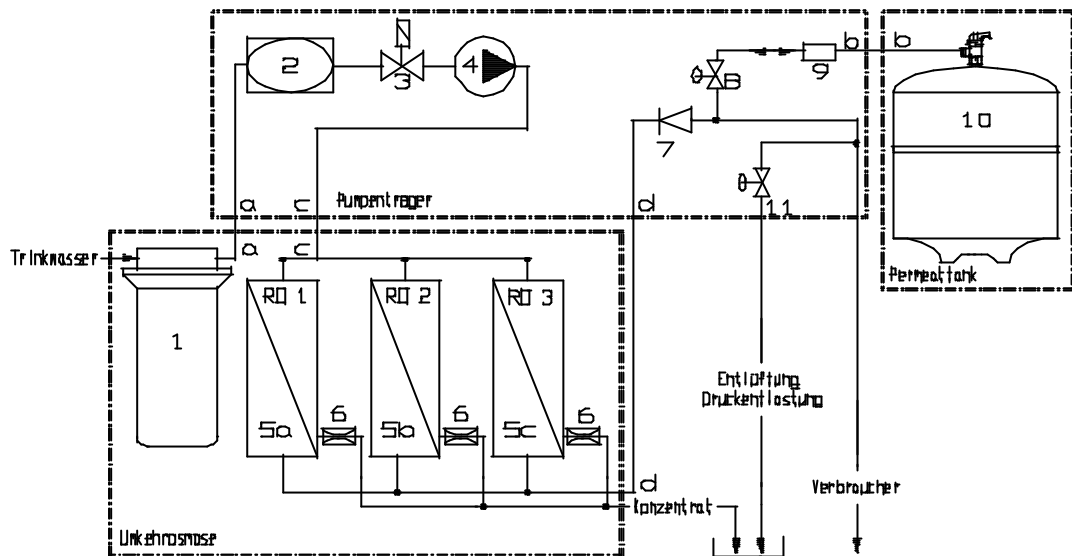 2
3
4
8
9
b
b
10
7
11
a
c
Pumpenträger
d
Trinkwasser
a
c
Permeattank
RO 1
RO 2
RO 3
1
Entlüftung
Druckentlastung
5a
6
5b
6
5c
6
d
Verbraucher
Konzentrat
Umkehrosmose